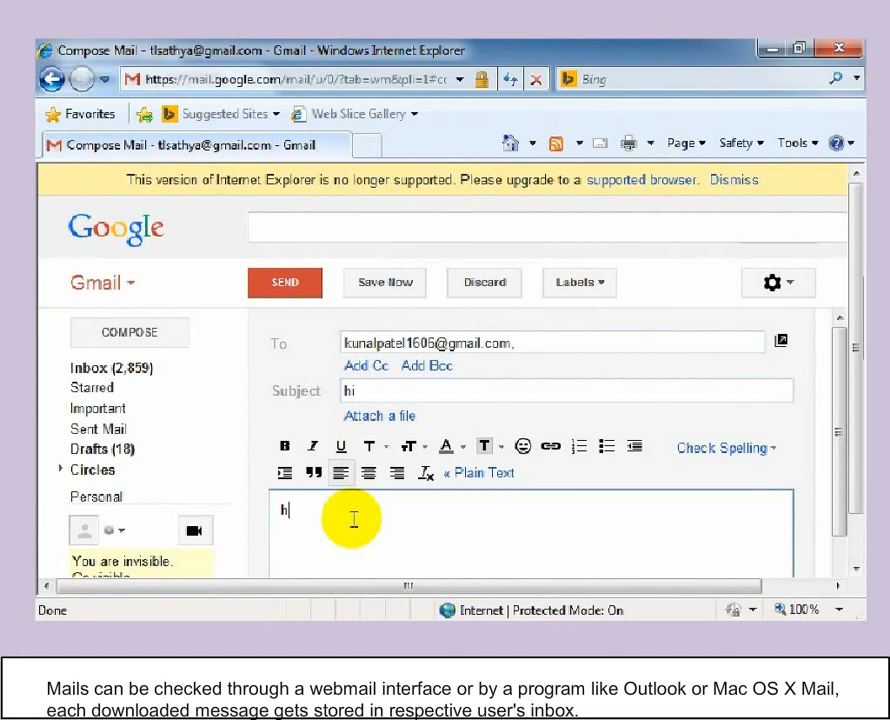 Compose Mail - tlsathya@gmail.com - Gmail - Windows Internet Explorer
https://mail.google.com/mail/u/0/?tab=wm&pli=1#cc
Bing
Favorites Suggested Sites Web Slice Gallery
Compose Mail - tlsathya@gmail.com - Gmail
Page Safety Tools
This version of Internet Explorer is no longer supported. Please upgrade to a supported browser. Dismiss
Google
Gmail SEND Save Now Discard Labels
COMPOSE
To kunalpatel1606@gmail.com,
Add Cc Add Bcc
Inbox (2,859)
Starred
Subject hi
Important
Attach a file
Sent Mail
Drafts (18)
B I U T T A T Check Spelling
Circles
Tx « Plain Text
Personal
h
You are invisible.
Go visible
Done Internet | Protected Mode: On 100%
Mails can be checked through a webmail interface or by a program like Outlook or Mac OS X Mail,
each downloaded message gets stored in respective user's inbox.